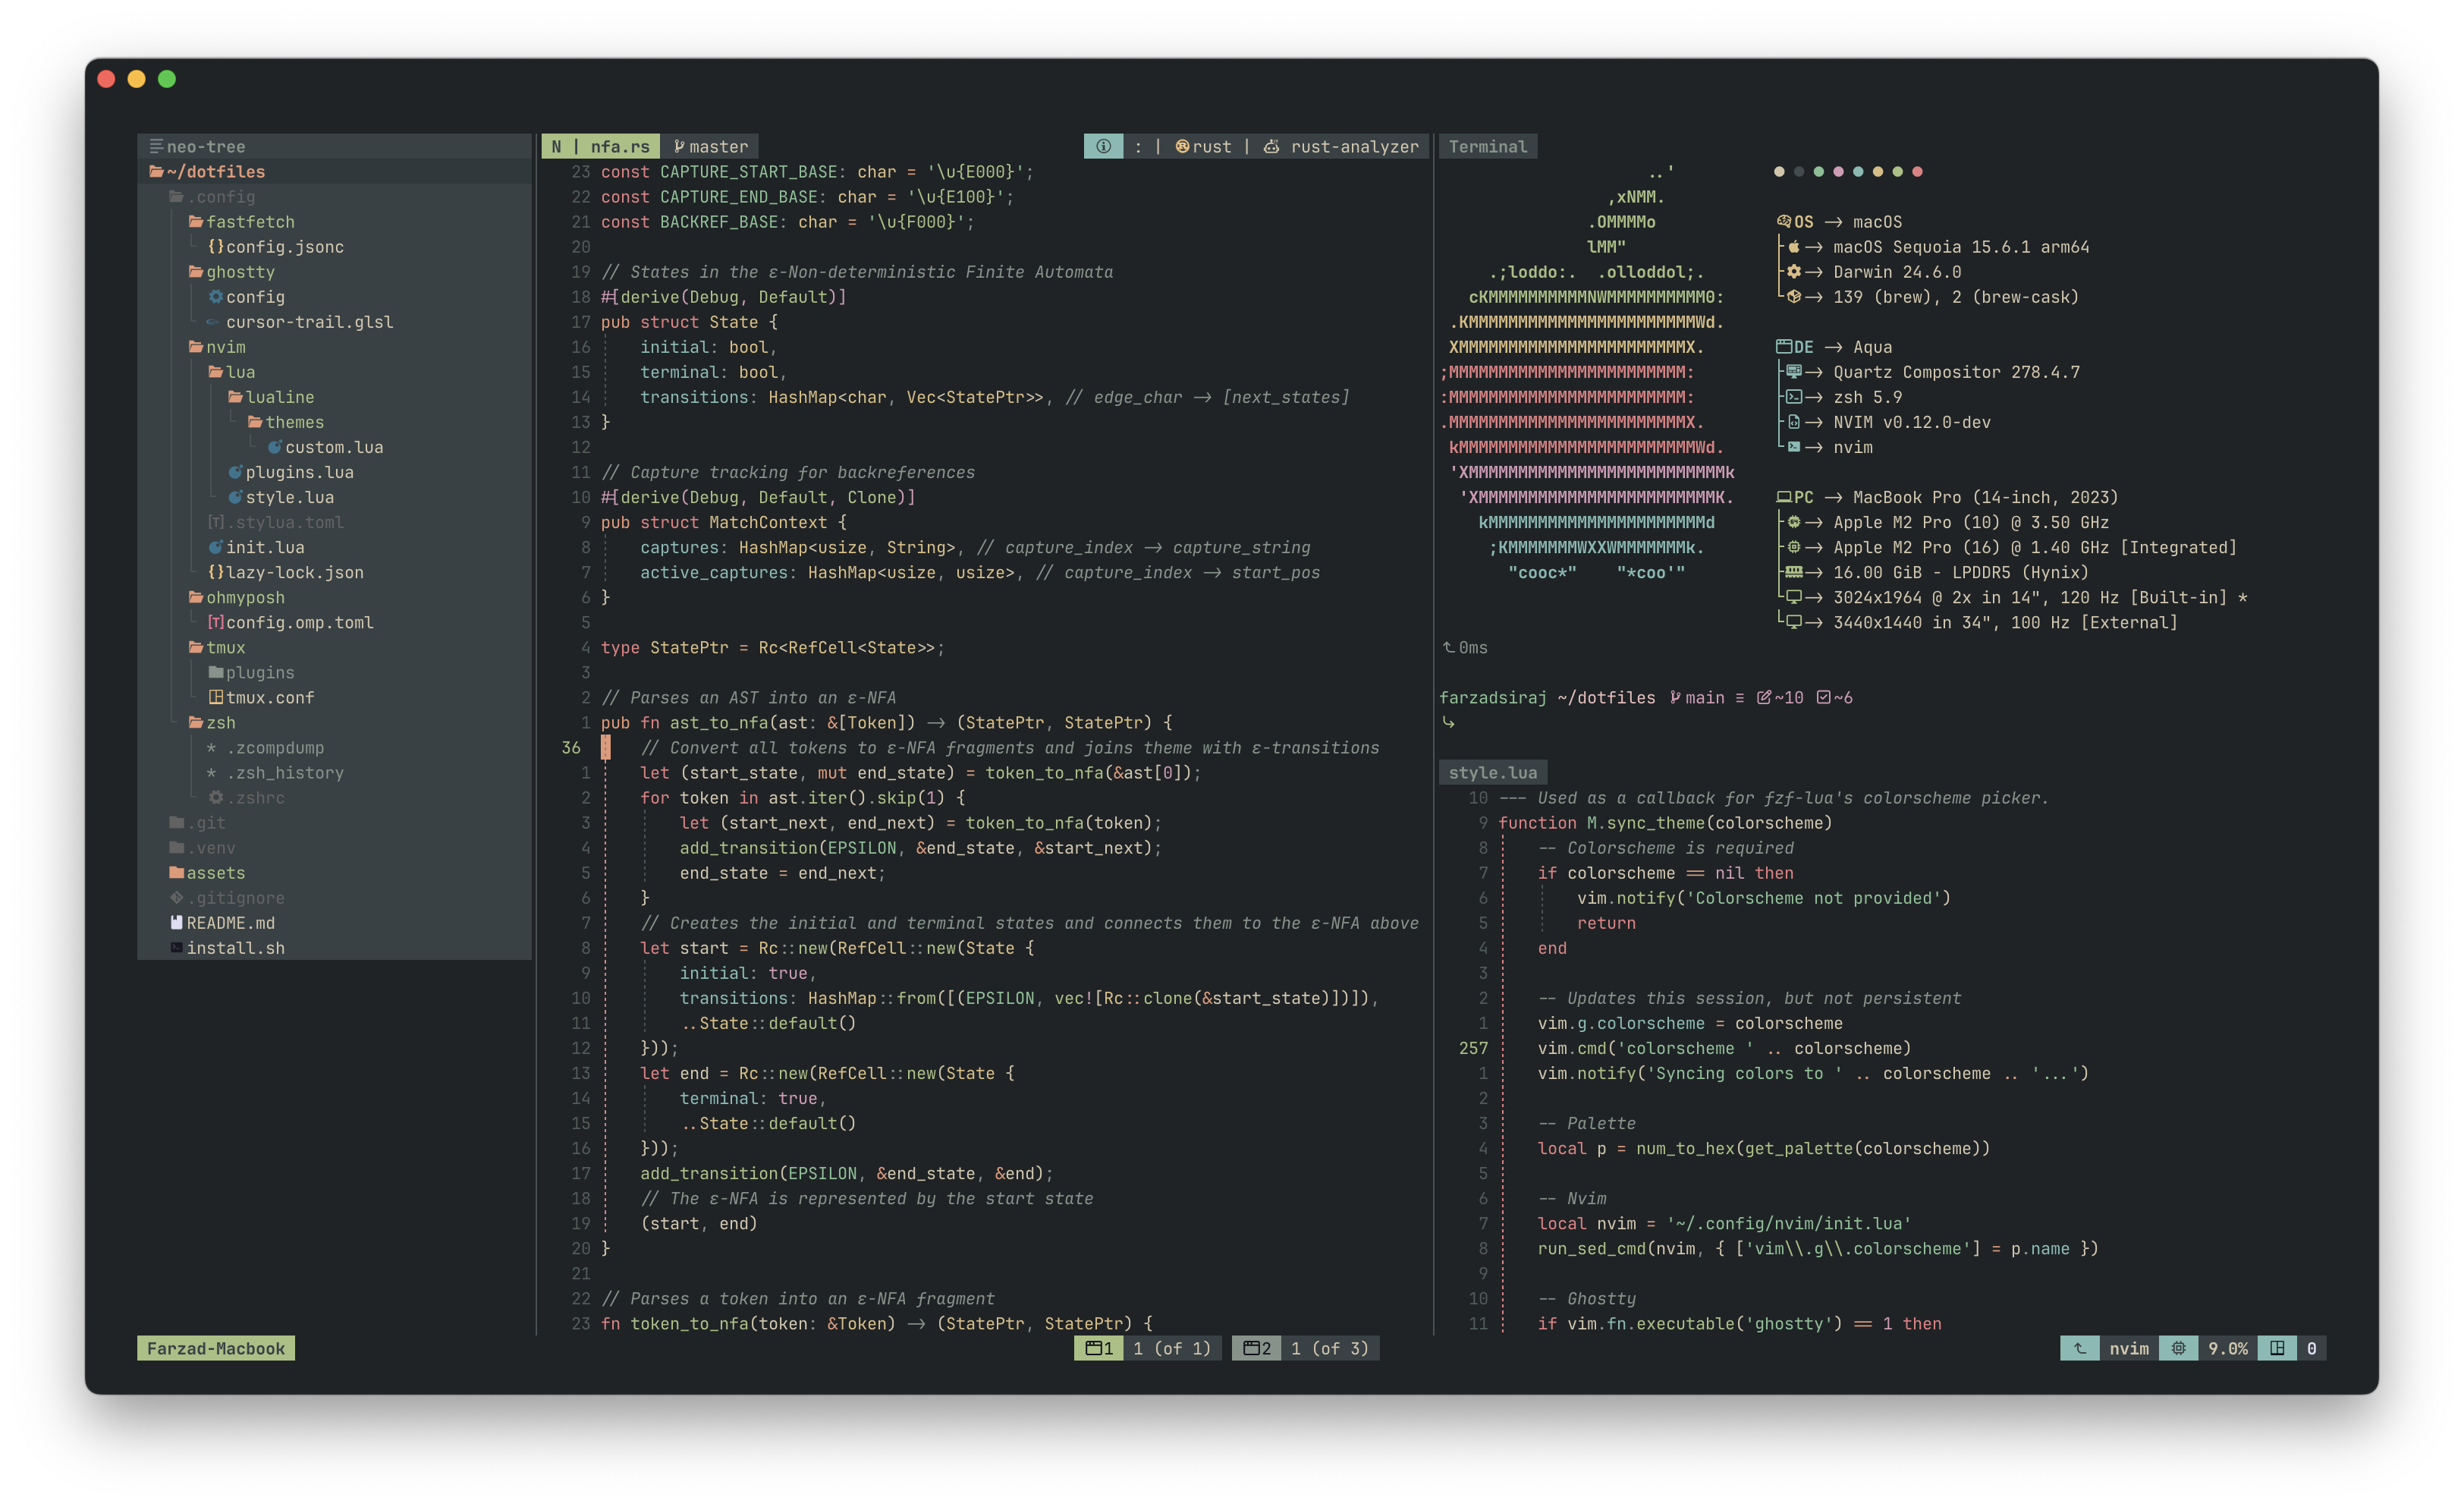 neo-tree
~/dotfiles
.config
fastfetch
{}config.jsonc
ghostty
config
cursor-trail.glsl
nvim
lua
lualine
themes
custom.lua
plugins.lua
style.lua
[T].stylua.toml
init.lua
{}lazy-lock.json
ohmyposh
[T]config.omp.toml
tmux
plugins
tmux.conf
zsh
* .zcompdump
* .zsh_history
.zshrc
.git
.venv
assets
.gitignore
README.md
install.sh
N | nfa.rs master : | rust | rust-analyzer
23 const CAPTURE_START_BASE: char = '\u{E000}';
22 const CAPTURE_END_BASE: char = '\u{E100}';
21 const BACKREF_BASE: char = '\u{F000}';
20
19 // States in the ε-Non-deterministic Finite Automata
18 #[derive(Debug, Default)]
17 pub struct State {
16     initial: bool,
15     terminal: bool,
14     transitions: HashMap<char, Vec<StatePtr>>, // edge_char -> [next_states]
13 }
12
11 // Capture tracking for backreferences
10 #[derive(Debug, Default, Clone)]
9 pub struct MatchContext {
8     captures: HashMap<usize, String>, // capture_index -> capture_string
7     active_captures: HashMap<usize, usize>, // capture_index -> start_pos
6 }
5
4 type StatePtr = Rc<RefCell<State>>;
3
2 // Parses an AST into an ε-NFA
1 pub fn ast_to_nfa(ast: &[Token]) -> (StatePtr, StatePtr) {
36     // Convert all tokens to ε-NFA fragments and joins theme with ε-transitions
1     let (start_state, mut end_state) = token_to_nfa(&ast[0]);
2     for token in ast.iter().skip(1) {
3         let (start_next, end_next) = token_to_nfa(token);
4         add_transition(EPSILON, &end_state, &start_next);
5         end_state = end_next;
6     }
7     // Creates the initial and terminal states and connects them to the ε-NFA above
8     let start = Rc::new(RefCell::new(State {
9         initial: true,
10         transitions: HashMap::from([(EPSILON, vec![Rc::clone(&start_state)])]),
11         ..State::default()
12     }));
13     let end = Rc::new(RefCell::new(State {
14         terminal: true,
15         ..State::default()
16     }));
17     add_transition(EPSILON, &end_state, &end);
18     // The ε-NFA is represented by the start state
19     (start, end)
20 }
21
22 // Parses a token into an ε-NFA fragment
23 fn token_to_nfa(token: &Token) -> (StatePtr, StatePtr) {
Terminal
..'
,xNMM.
.OMMMMo
lMM"
.;loddo:.  .olloddol;.
cKMMMMMMMMMMNWMMMMMMMMMM0:
.KMMMMMMMMMMMMMMMMMMMMMMMWd.
XMMMMMMMMMMMMMMMMMMMMMMMX.
;MMMMMMMMMMMMMMMMMMMMMMMM:
:MMMMMMMMMMMMMMMMMMMMMMMM:
.MMMMMMMMMMMMMMMMMMMMMMMMX.
kMMMMMMMMMMMMMMMMMMMMMMMMWd.
'XMMMMMMMMMMMMMMMMMMMMMMMMMMk
'XMMMMMMMMMMMMMMMMMMMMMMMMK.
kMMMMMMMMMMMMMMMMMMMMMMd
;KMMMMMMMWXXWMMMMMMMk.
"cooc*"    "*coo'"
OS -> macOS
-> macOS Sequoia 15.6.1 arm64
-> Darwin 24.6.0
-> 139 (brew), 2 (brew-cask)
DE -> Aqua
-> Quartz Compositor 278.4.7
-> zsh 5.9
-> NVIM v0.12.0-dev
-> nvim
PC -> MacBook Pro (14-inch, 2023)
-> Apple M2 Pro (10) @ 3.50 GHz
-> Apple M2 Pro (16) @ 1.40 GHz [Integrated]
-> 16.00 GiB - LPDDR5 (Hynix)
-> 3024x1964 @ 2x in 14", 120 Hz [Built-in] *
-> 3440x1440 in 34", 100 Hz [External]
0ms
farzadsiraj ~/dotfiles main ≡ ~10 ~6
style.lua
10 --- Used as a callback for fzf-lua's colorscheme picker.
9 function M.sync_theme(colorscheme)
8     -- Colorscheme is required
7     if colorscheme == nil then
6         vim.notify('Colorscheme not provided')
5         return
4     end
3
2     -- Updates this session, but not persistent
1     vim.g.colorscheme = colorscheme
257     vim.cmd('colorscheme ' .. colorscheme)
1     vim.notify('Syncing colors to ' .. colorscheme .. '...')
2
3     -- Palette
4     local p = num_to_hex(get_palette(colorscheme))
5
6     -- Nvim
7     local nvim = '~/.config/nvim/init.lua'
8     run_sed_cmd(nvim, { ['vim\\.g\\.colorscheme'] = p.name })
9
10     -- Ghostty
11     if vim.fn.executable('ghostty') == 1 then
Farzad-Macbook 1 1 (of 1) 2 1 (of 3) nvim 9.0% 0